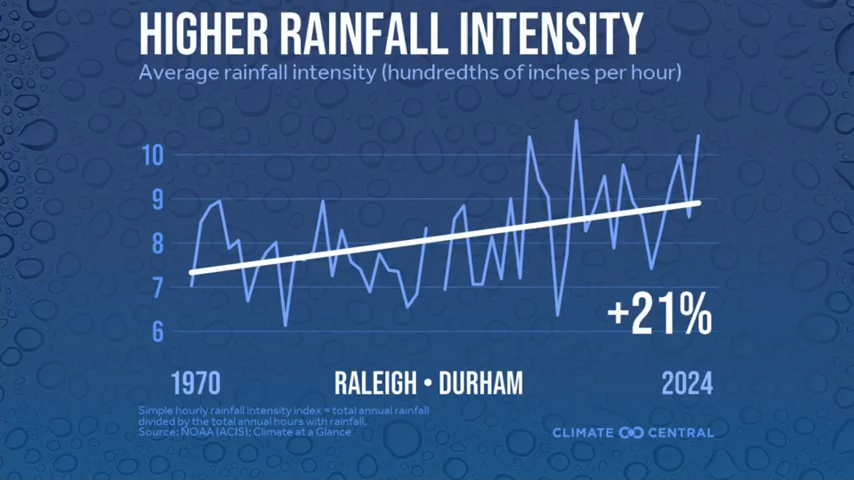 HIGHER RAINFALL INTENSITY
Average rainfall intensity (hundredths of inches per hour)
10
9
8
7
6
+21%
1970 RALEIGH • DURHAM 2024
Simple hourly rainfall intensity index = total annual rainfall
divided by the total annual hours with rainfall.
Source: NOAA (ACIS); Climate at a Glance
CLIMATE CENTRAL